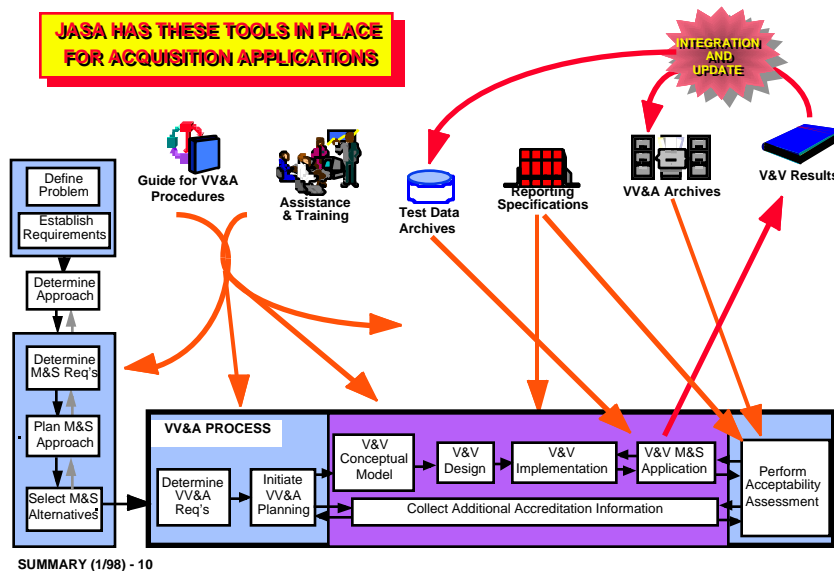 JASA HAS THESE TOOLS IN PLACE
FOR ACQUISITION APPLICATIONS
INTEGRATION
AND
UPDATE
Guide for VV&A
Procedures
Assistance
& Training
Test Data
Archives
Reporting
Specifications
VV&A Archives
V&V Results
Define
Problem
Establish
Requirements
Determine
Approach
Determine
M&S Req's
Plan M&S
Approach
Select M&S
Alternatives
VV&A PROCESS
Determine
VV&A
Req's
Initiate
VV&A
Planning
V&V
Conceptual
Model
V&V
Design
V&V
Implementation
V&V M&S
Application
Collect Additional Accreditation Information
Perform
Acceptability
Assessment
SUMMARY (1/98) - 10